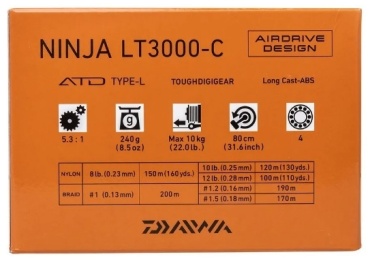 NINJA LT3000-C
AIRDRIVE
DESIGN
ATD TYPE-L TOUGHDIGIGEAR Long Cast-ABS
g
5.3 : 1 240g Max 10kg 80cm 4
(8.5oz) (22.0lb.) (31.6inch)
NYLON 8lb.(0.23mm) 150m(160yds.) 10lb.(0.25mm) 120m(130yds.)
12lb.(0.28mm) 100m(110yds.)
BRAID #1 (0.13mm) 200m #1.2 (0.16mm) 190m
#1.5 (0.18mm) 170m
DAIWA